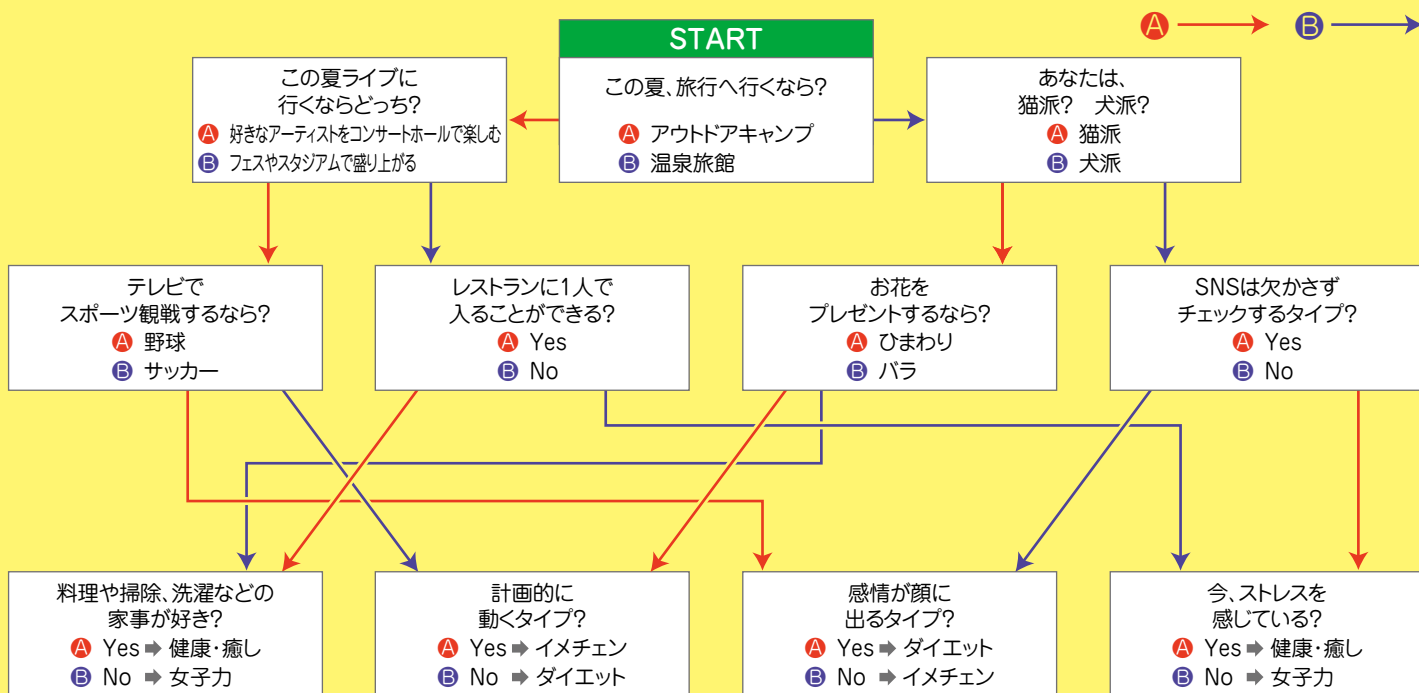 A B
START
この夏、旅行へ行くなら?
A アウトドアキャンプ
B 温泉旅館
この夏ライブに
行くならどっち?
A 好きなアーティストをコンサートホールで楽しむ
B フェスやスタジアムで盛り上がる
あなたは、
猫派? 犬派?
A 猫派
B 犬派
テレビで
スポーツ観戦するなら?
A 野球
B サッカー
レストランに1人で
入ることができる?
A Yes
B No
お花を
プレゼントするなら?
A ひまわり
B バラ
SNSは欠かさず
チェックするタイプ?
A Yes
B No
料理や掃除、洗濯などの
家事が好き?
A Yes ➡ 健康・癒し
B No ➡ 女子力
計画的に
動くタイプ?
A Yes ➡ イメチェン
B No ➡ ダイエット
感情が顔に
出るタイプ?
A Yes ➡ ダイエット
B No ➡ イメチェン
今、ストレスを
感じている?
A Yes ➡ 健康・癒し
B No ➡ 女子力